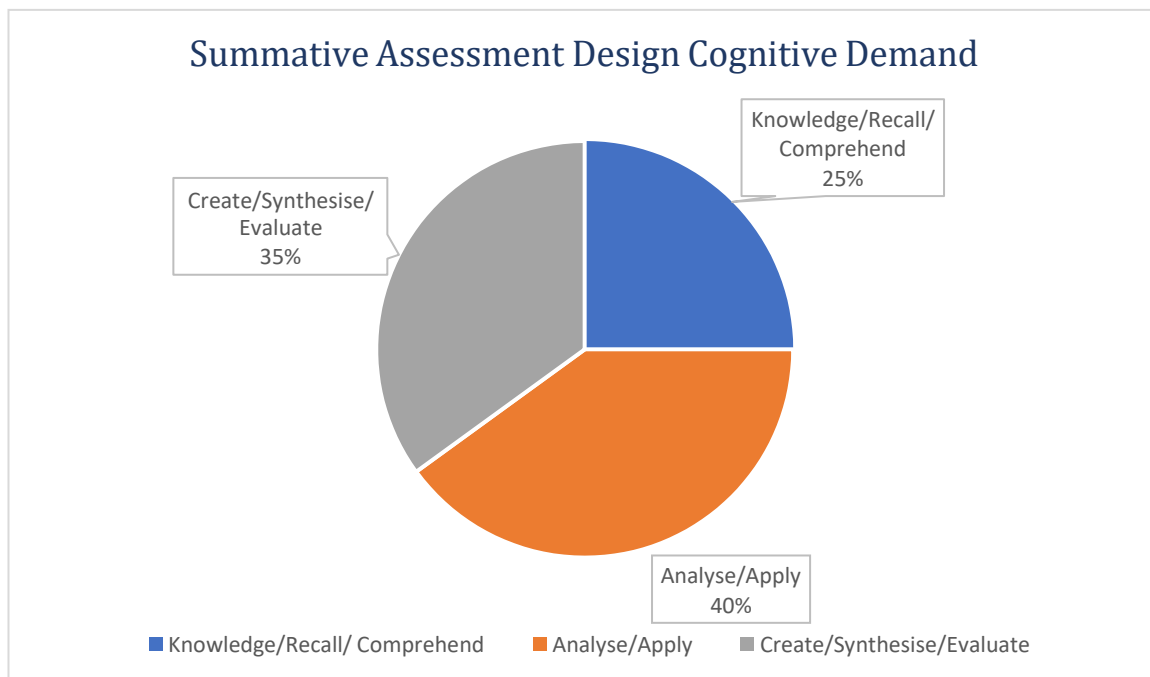 Summative Assessment Design Cognitive Demand
Knowledge/Recall/
Comprehend
25%
Create/Synthesise/
Evaluate
35%
Analyse/Apply
40%
Knowledge/Recall/ Comprehend
Analyse/Apply
Create/Synthesise/Evaluate